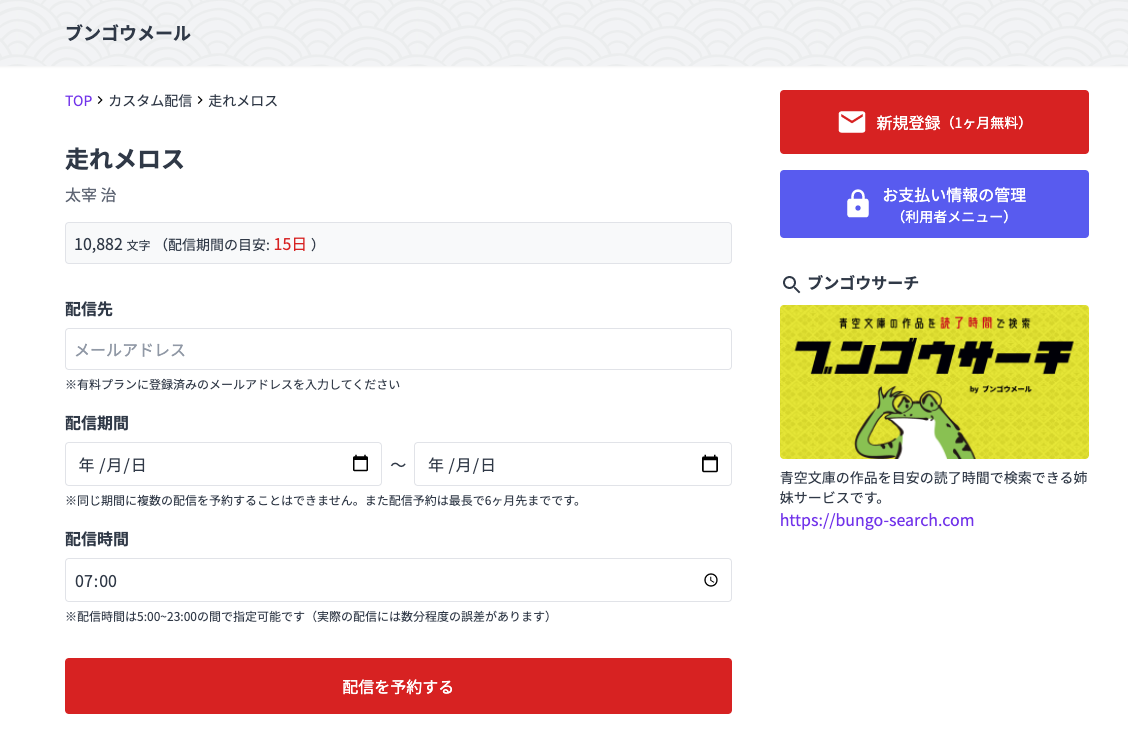 ブンゴウメール
TOP > カスタム配信 > 走れメロス
走れメロス
太宰 治
10,882 文字 （配信期間の目安: 15日 ）
配信先
メールアドレス
※有料プランに登録済みのメールアドレスを入力してください
配信期間
年 /月/日 〜 年 /月/日
※同じ期間に複数の配信を予約することはできません。また配信予約は最長で6ヶ月先までです。
配信時間
07:00
※配信時間は5:00~23:00の間で指定可能です（実際の配信には数分程度の誤差があります）
配信を予約する
新規登録（1ヶ月無料）
お支払い情報の管理
（利用者メニュー）
ブンゴウサーチ
青空文庫の作品を読了時間で検索
ブンゴウサーチ
by ブンゴウメール
青空文庫の作品を目安の読了時間で検索できる姉
妹サービスです。
https://bungo-search.com